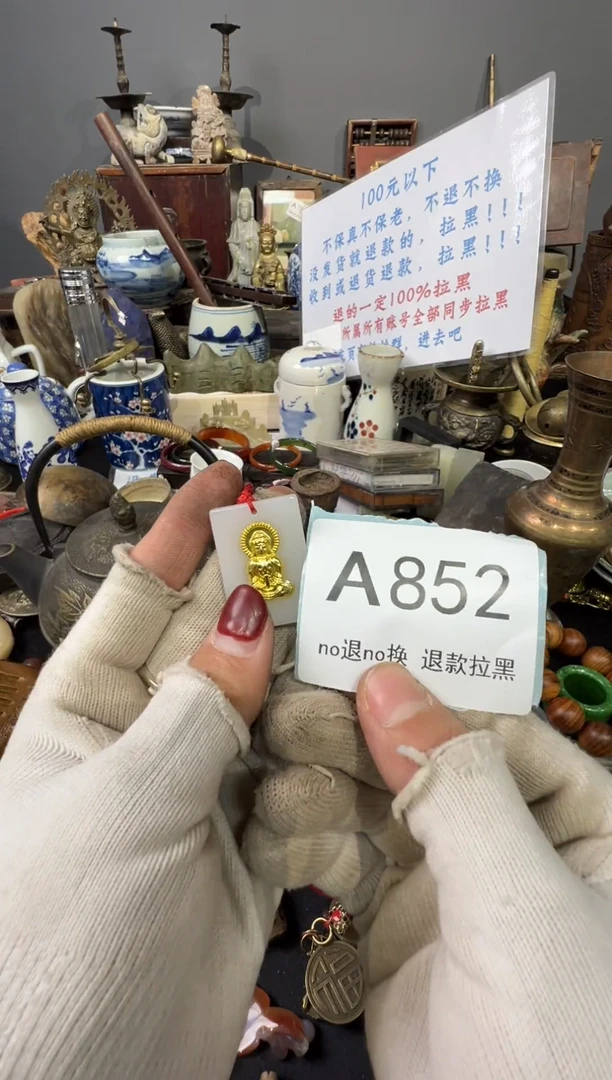 100元以下
不保真不保老，不退不换
没发货就退款的，拉黑！！！
收到或退货退款，拉黑！！！
退的一定100%拉黑
所属所有账号全部同步拉黑
进去吧
A852
no退no换 退款拉黑
福